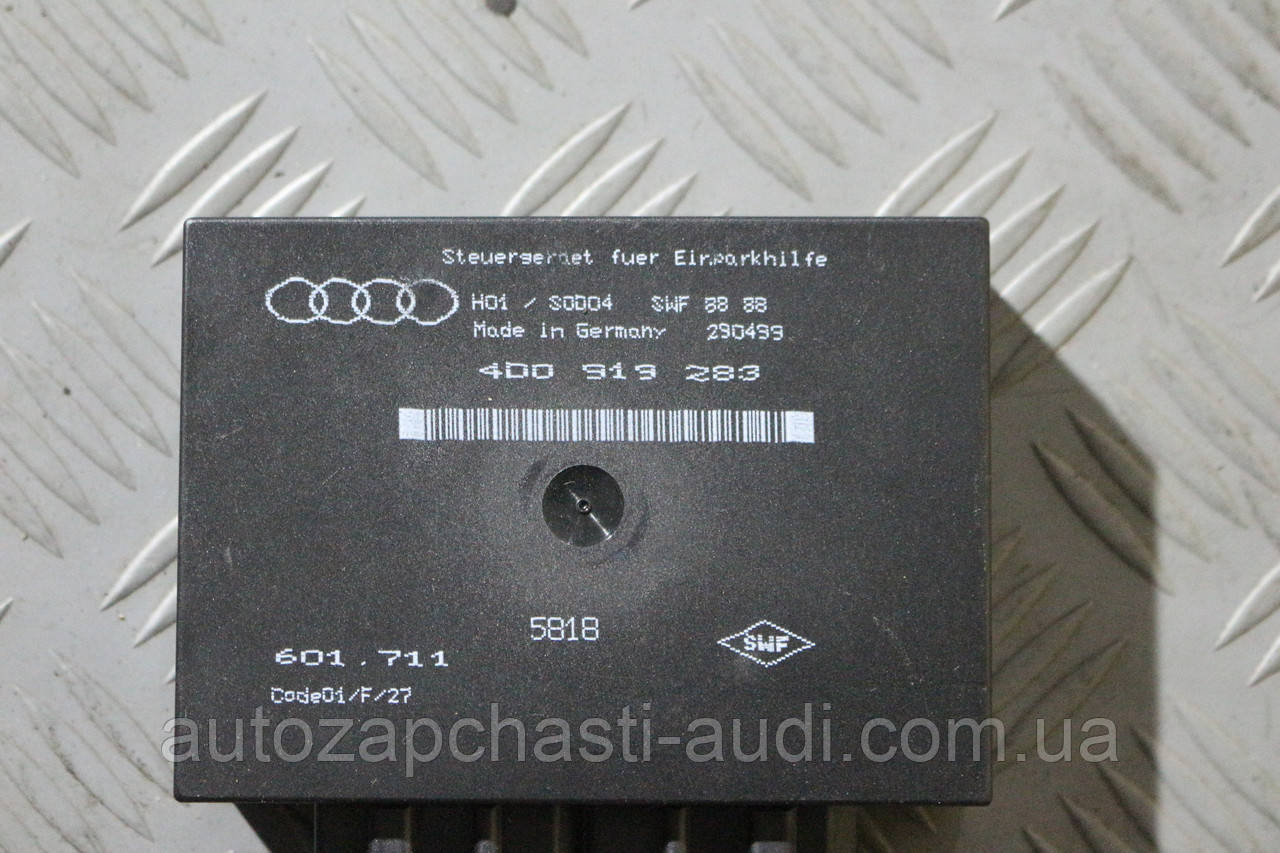 Steuergeraet fuer Einparkhilfe
H01 / S0D04 SWF 88 88
Made in Germany 290499
4D0 919 283
5818
SWF
601.711
Code01/F/27
autozapchasti-audi.com.ua